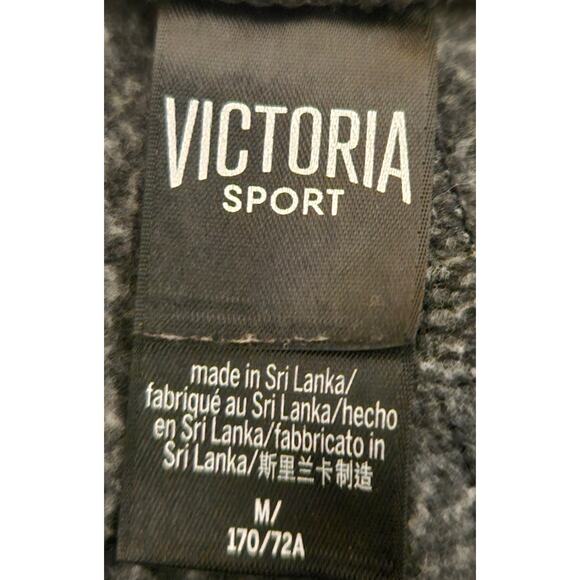 VICTORIA
SPORT
made in Sri Lanka/
fabriqué au Sri Lanka/hecho
en Sri Lanka/fabbricato in
Sri Lanka/斯里兰卡制造
M/
170/72A